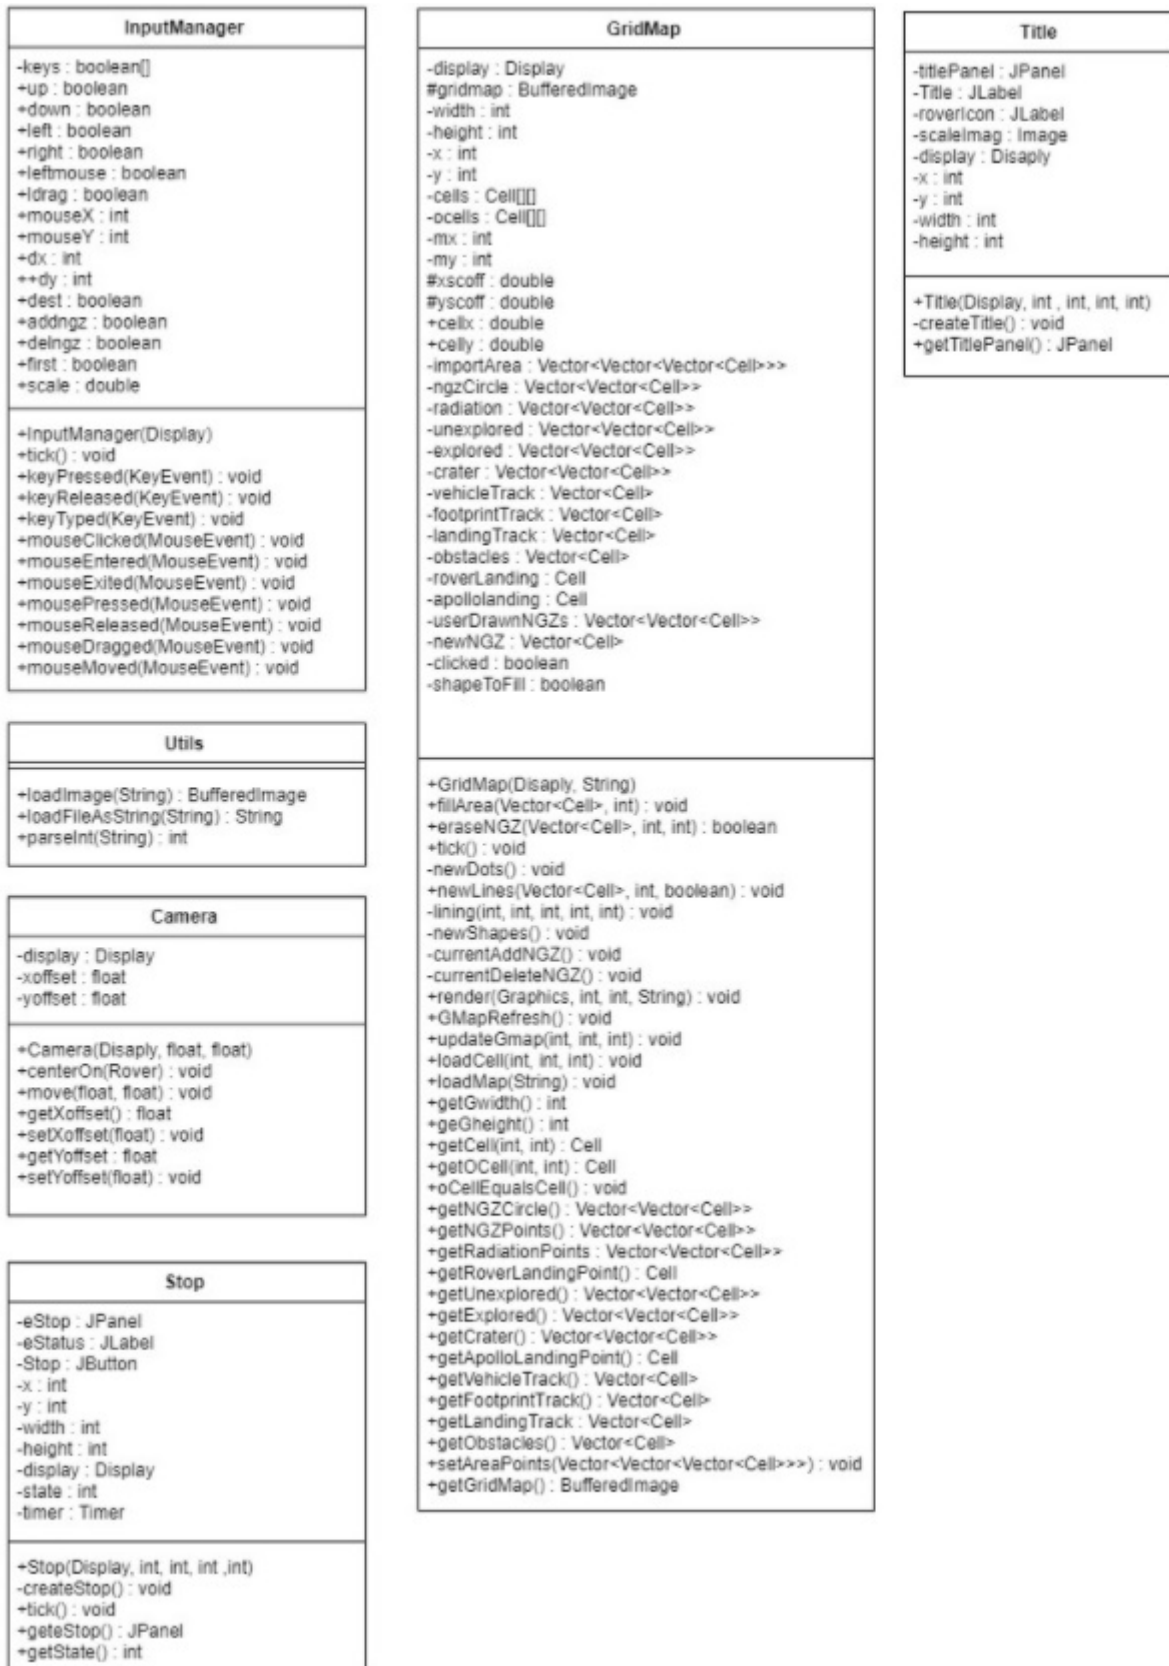 InputManager
-keys : boolean[]
+up : boolean
+down : boolean
+left : boolean
+right : boolean
+leftmouse : boolean
+ldrag : boolean
+mouseX : int
+mouseY : int
+dx : int
++dy : int
+dest : boolean
+addngz : boolean
+delngz : boolean
+first : boolean
+scale : double
+InputManager(Display)
+tick() : void
+keyPressed(KeyEvent) : void
+keyReleased(KeyEvent) : void
+keyTyped(KeyEvent) : void
+mouseClicked(MouseEvent) : void
+mouseEntered(MouseEvent) : void
+mouseExited(MouseEvent) : void
+mousePressed(MouseEvent) : void
+mouseReleased(MouseEvent) : void
+mouseDragged(MouseEvent) : void
+mouseMoved(MouseEvent) : void
Utils
+loadImage(String) : BufferedImage
+loadFileAsString(String) : String
+parseInt(String) : int
Camera
-display : Display
-xoffset : float
-yoffset : float
+Camera(Disaply, float, float)
+centerOn(Rover) : void
+move(float, float) : void
+getXoffset() : float
+setXoffset(float) : void
+getYoffset : float
+setYoffset(float) : void
Stop
-eStop : JPanel
-eStatus : JLabel
-Stop : JButton
-x : int
-y : int
-width : int
-height : int
-display : Display
-state : int
-timer : Timer
+Stop(Display, int, int, int ,int)
-createStop() : void
+tick() : void
+geteStop() : JPanel
+getState() : int
GridMap
-display : Display
#gridmap : BufferedImage
-width : int
-height : int
-x : int
-y : int
-cells : Cell[][]
-ocells : Cell[][]
-mx : int
-my : int
#xscoff : double
#yscoff : double
+cellx : double
+celly : double
-importArea : Vector<Vector<Vector<Cell>>>
-ngzCircle : Vector<Vector<Cell>>
-radiation : Vector<Vector<Cell>>
-unexplored : Vector<Vector<Cell>>
-explored : Vector<Vector<Cell>>
-crater : Vector<Vector<Cell>>
-vehicleTrack : Vector<Cell>
-footprintTrack : Vector<Cell>
-landingTrack : Vector<Cell>
-obstacles : Vector<Cell>
-roverLanding : Cell
-apollolanding : Cell
-userDrawnNGZs : Vector<Vector<Cell>>
-newNGZ : Vector<Cell>
-clicked : boolean
-shapeToFill : boolean
+GridMap(Disaply, String)
+fillArea(Vector<Cell>, int) : void
+eraseNGZ(Vector<Cell>, int, int) : boolean
+tick() : void
-newDots() : void
+newLines(Vector<Cell>, int, boolean) : void
-lining(int, int, int, int, int) : void
-newShapes() : void
-currentAddNGZ() : void
-currentDeleteNGZ() : void
+render(Graphics, int, int, String) : void
+GMapRefresh() : void
+updateGmap(int, int, int) : void
+loadCell(int, int, int) : void
+loadMap(String) : void
+getGwidth() : int
+geGheight() : int
+getCell(int, int) : Cell
+getOCell(int, int) : Cell
+oCellEqualsCell() : void
+getNGZCircle() : Vector<Vector<Cell>>
+getNGZPoints() : Vector<Vector<Cell>>
+getRadiationPoints : Vector<Vector<Cell>>
+getRoverLandingPoint() : Cell
+getUnexplored() : Vector<Vector<Cell>>
+getExplored() : Vector<Vector<Cell>>
+getCrater() : Vector<Vector<Cell>>
+getApolloLandingPoint() : Cell
+getVehicleTrack() : Vector<Cell>
+getFootprintTrack() : Vector<Cell>
+getLandingTrack : Vector<Cell>
+getObstacles() : Vector<Cell>
+setAreaPoints(Vector<Vector<Vector<Cell>>>) : void
+getGridMap() : BufferedImage
Title
-titlePanel : JPanel
-Title : JLabel
-roverIcon : JLabel
-scaleImag : Image
-display : Disaply
-x : int
-y : int
-width : int
-height : int
+Title(Display, int , int, int, int)
-createTitle() : void
+getTitlePanel() : JPanel